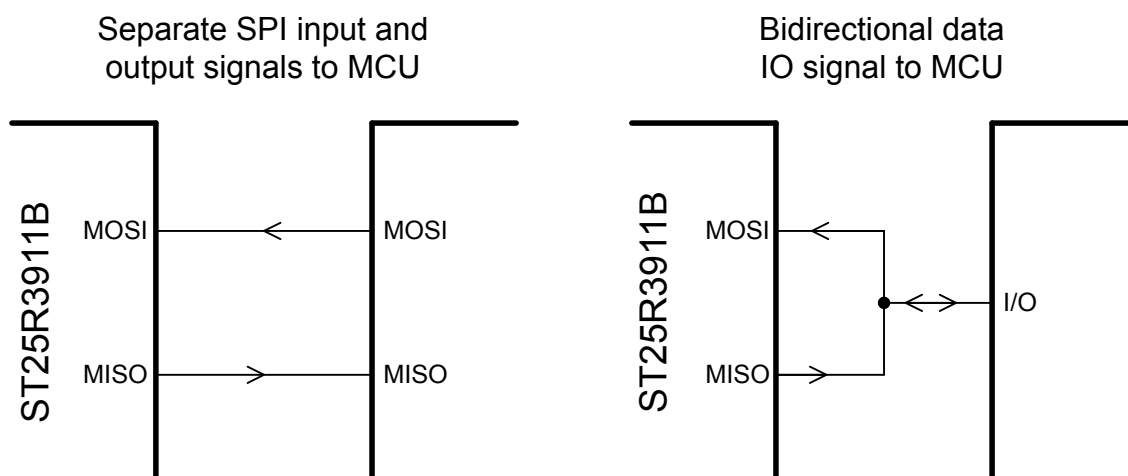 Separate SPI input and
output signals to MCU
ST25R3911B
MOSI
MOSI
MISO
MISO
Bidirectional data
IO signal to MCU
ST25R3911B
MOSI
I/O
MISO